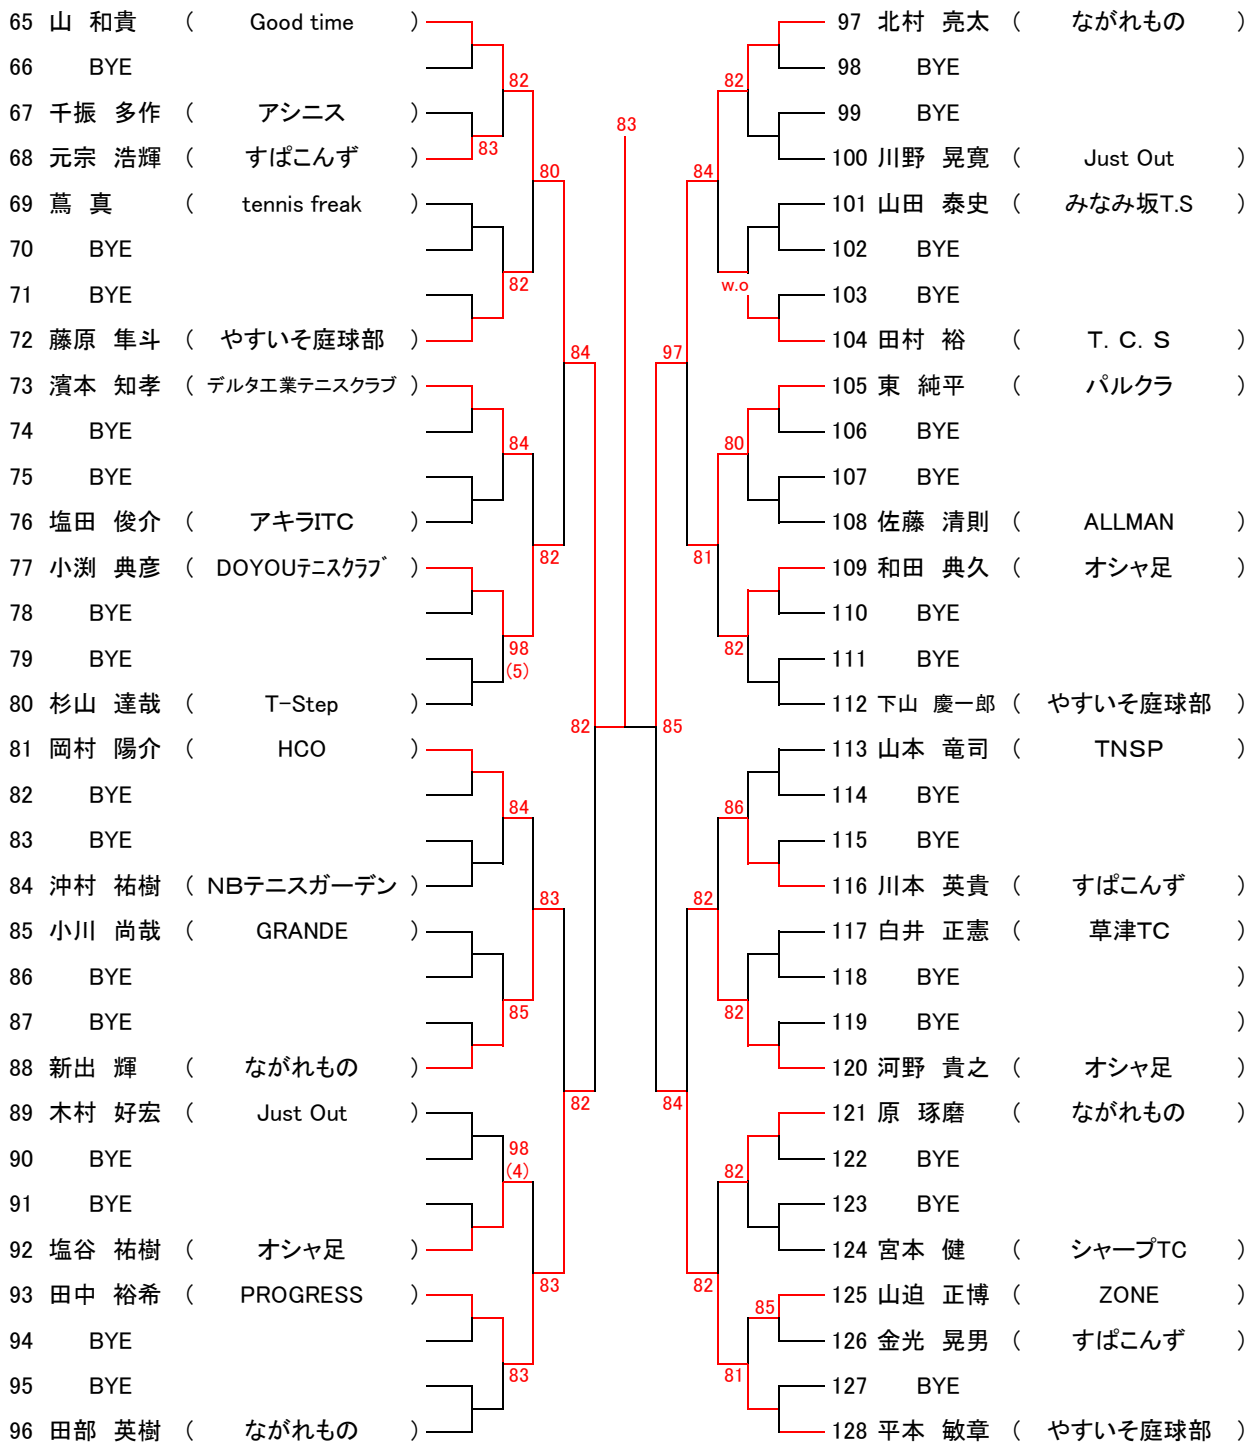 65 山 和貴 ( Good time ) 97 北村 亮太 ( ながれもの )
66 BYE 98 BYE
82 82
67 千振 多作 ( アシニス ) 99 BYE
83
83
68 元宗 浩輝 ( すぱこんず ) 100 川野 晃寛 ( Just Out )
80 84
69 蔦 真 ( tennis freak ) 101 山田 泰史 ( みなみ坂T.S )
70 BYE 102 BYE
82 w.o
71 BYE 103 BYE
72 藤原 隼斗 ( やすいそ庭球部 ) 104 田村 裕 ( T. C. S )
84 97
73 濱本 知孝 ( デルタ工業テニスクラブ ) 105 東 純平 ( パルクラ )
74 BYE 106 BYE
84 80
75 BYE 107 BYE
76 塩田 俊介 ( アキラITC ) 108 佐藤 清則 ( ALLMAN )
82 81
77 小渕 典彦 ( DOYOUテニスクラブ ) 109 和田 典久 ( オシャ足 )
78 BYE 110 BYE
98 82
79 BYE 111 BYE
(5)
80 杉山 達哉 ( T-Step ) 112 下山 慶一郎 ( やすいそ庭球部 )
82 85
81 岡村 陽介 ( HCO ) 113 山本 竜司 ( TNSP )
82 BYE 114 BYE
84 86
83 BYE 115 BYE
84 沖村 祐樹 ( NBテニスガーデン ) 116 川本 英貴 ( すぱこんず )
83 82
85 小川 尚哉 ( GRANDE ) 117 白井 正憲 ( 草津TC )
86 BYE 118 BYE )
85 82
87 BYE 119 BYE )
88 新出 輝 ( ながれもの ) 120 河野 貴之 ( オシャ足 )
82 84
89 木村 好宏 ( Just Out ) 121 原 琢磨 ( ながれもの )
98
90 BYE 122 BYE
(4) 82
91 BYE 123 BYE
92 塩谷 祐樹 ( オシャ足 ) 124 宮本 健 ( シャープTC )
83 82
93 田中 裕希 ( PROGRESS ) 125 山迫 正博 ( ZONE )
85
94 BYE 126 金光 晃男 ( すぱこんず )
83 81
95 BYE 127 BYE
96 田部 英樹 ( ながれもの ) 128 平本 敏章 ( やすいそ庭球部 )